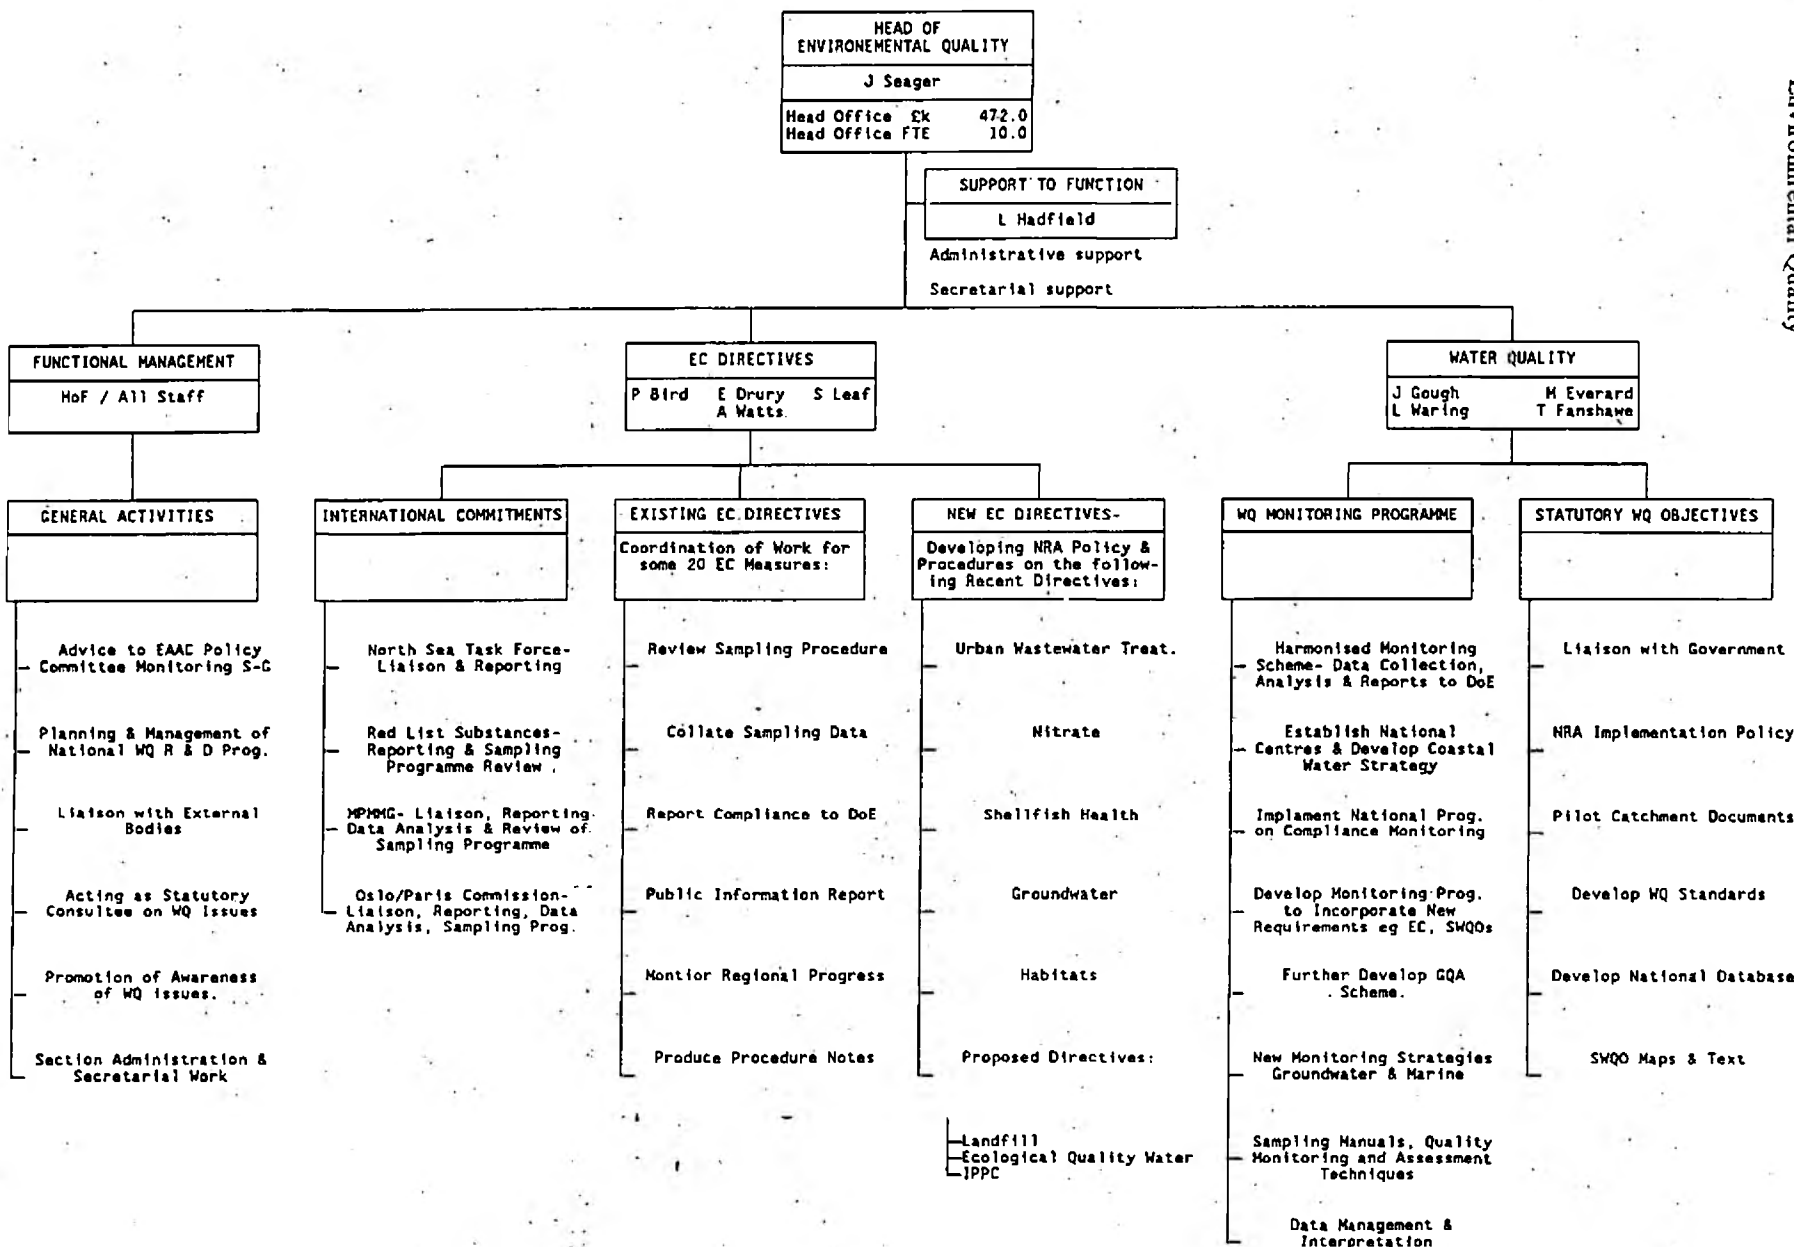 HEAD OF
ENVIRONEMENTAL QUALITY
J Seager
Head Office £k 472.0
Head Office FTE 10.0
Environmental Quality
SUPPORT TO FUNCTION
L Hadfield
Administrative support
Secretarial support
FUNCTIONAL MANAGEMENT
HoF / All Staff
EC DIRECTIVES
P Bird E Drury S Leaf
A Watts
WATER QUALITY
J Gough M Everard
L Waring T Fanshawe
GENERAL ACTIVITIES
Advice to EAAC Policy
Committee Monitoring S-G
Planning & Management of
National WQ R & D Prog.
Liaison with External
Bodies
Acting as Statutory
Consultee on WQ Issues
Promotion of Awareness
of WQ issues.
Section Administration &
Secretarial Work
INTERNATIONAL COMMITMENTS
North Sea Task Force-
Liaison & Reporting
Red List Substances-
Reporting & Sampling
Programme Review
MPMMG- Liaison, Reporting
Data Analysis & Review of
Sampling Programme
Oslo/Paris Commission-
Liaison, Reporting, Data
Analysis, Sampling Prog.
EXISTING EC DIRECTIVES
Coordination of Work for
some 20 EC Measures:
Review Sampling Procedure
Collate Sampling Data
Report Compliance to DoE
Public Information Report
Montior Regional Progress
Produce Procedure Notes
NEW EC DIRECTIVES-
Developing NRA Policy &
Procedures on the follow-
ing Recent Directives:
Urban Wastewater Treat.
Nitrate
Shellfish Health
Groundwater
Habitats
Proposed Directives:
Landfill
Ecological Quality Water
IPPC
WQ MONITORING PROGRAMME
Harmonised Monitoring
Scheme- Data Collection,
Analysis & Reports to DoE
Establish National
Centres & Develop Coastal
Water Strategy
Implament National Prog.
on Compliance Monitoring
Develop Monitoring Prog.
to Incorporate New
Requirements eg EC, SWQOs
Further Develop GQA
Scheme.
New Monitoring Strategies
Groundwater & Marine
Sampling Manuals, Quality
Monitoring and Assessment
Techniques
Data Management &
Interpretation
STATUTORY WQ OBJECTIVES
Liaison with Government
NRA Implementation Policy
Pilot Catchment Documents
Develop WQ Standards
Develop National Database
SWQO Maps & Text